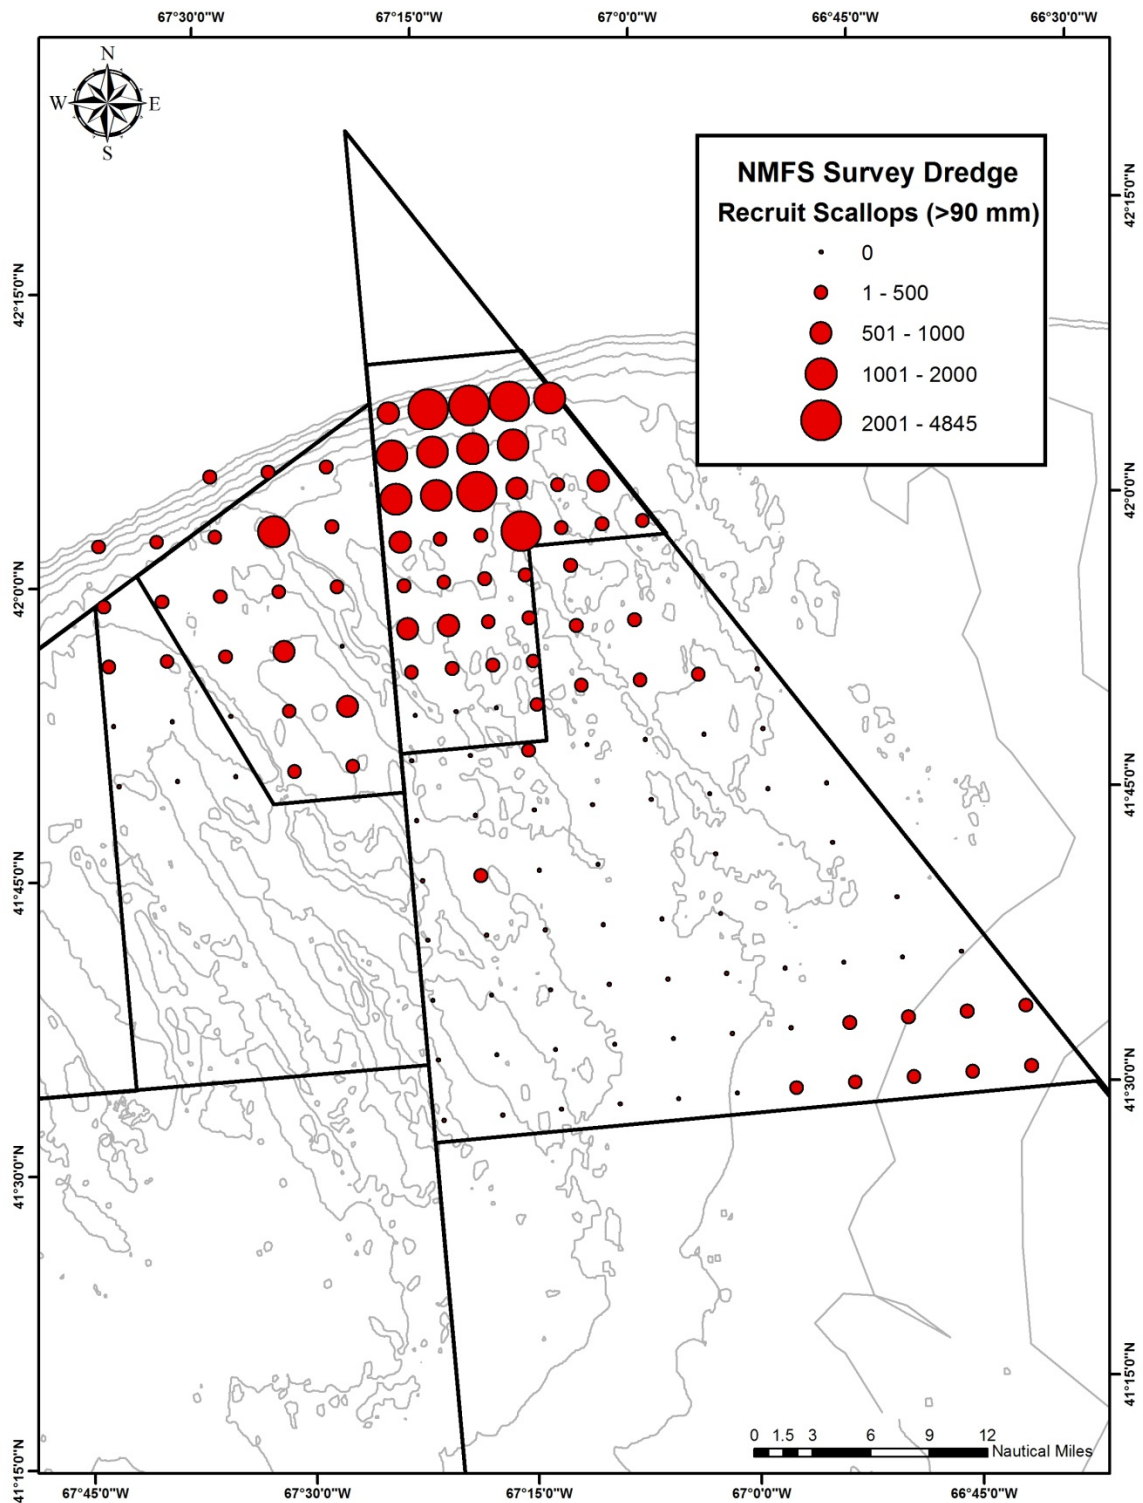 67°30'0"W 67°15'0"W 67°0'0"W 66°45'0"W 66°30'0"W
N
W E
S
NMFS Survey Dredge
Recruit Scallops (>90 mm)
0
1 - 500
501 - 1000
1001 - 2000
2001 - 4845
42°15'0"N
42°15'0"N
42°0'0"N
42°0'0"N
41°45'0"N
41°45'0"N
41°30'0"N
41°30'0"N
41°15'0"N
41°15'0"N
0 1.5 3 6 9 12
Nautical Miles
67°45'0"W 67°30'0"W 67°15'0"W 67°0'0"W 66°45'0"W